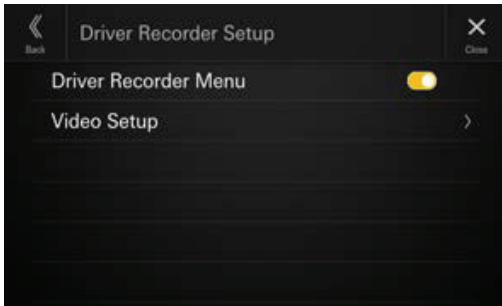 Driver Recorder Setup
Back
Close
Driver Recorder Menu
Video Setup